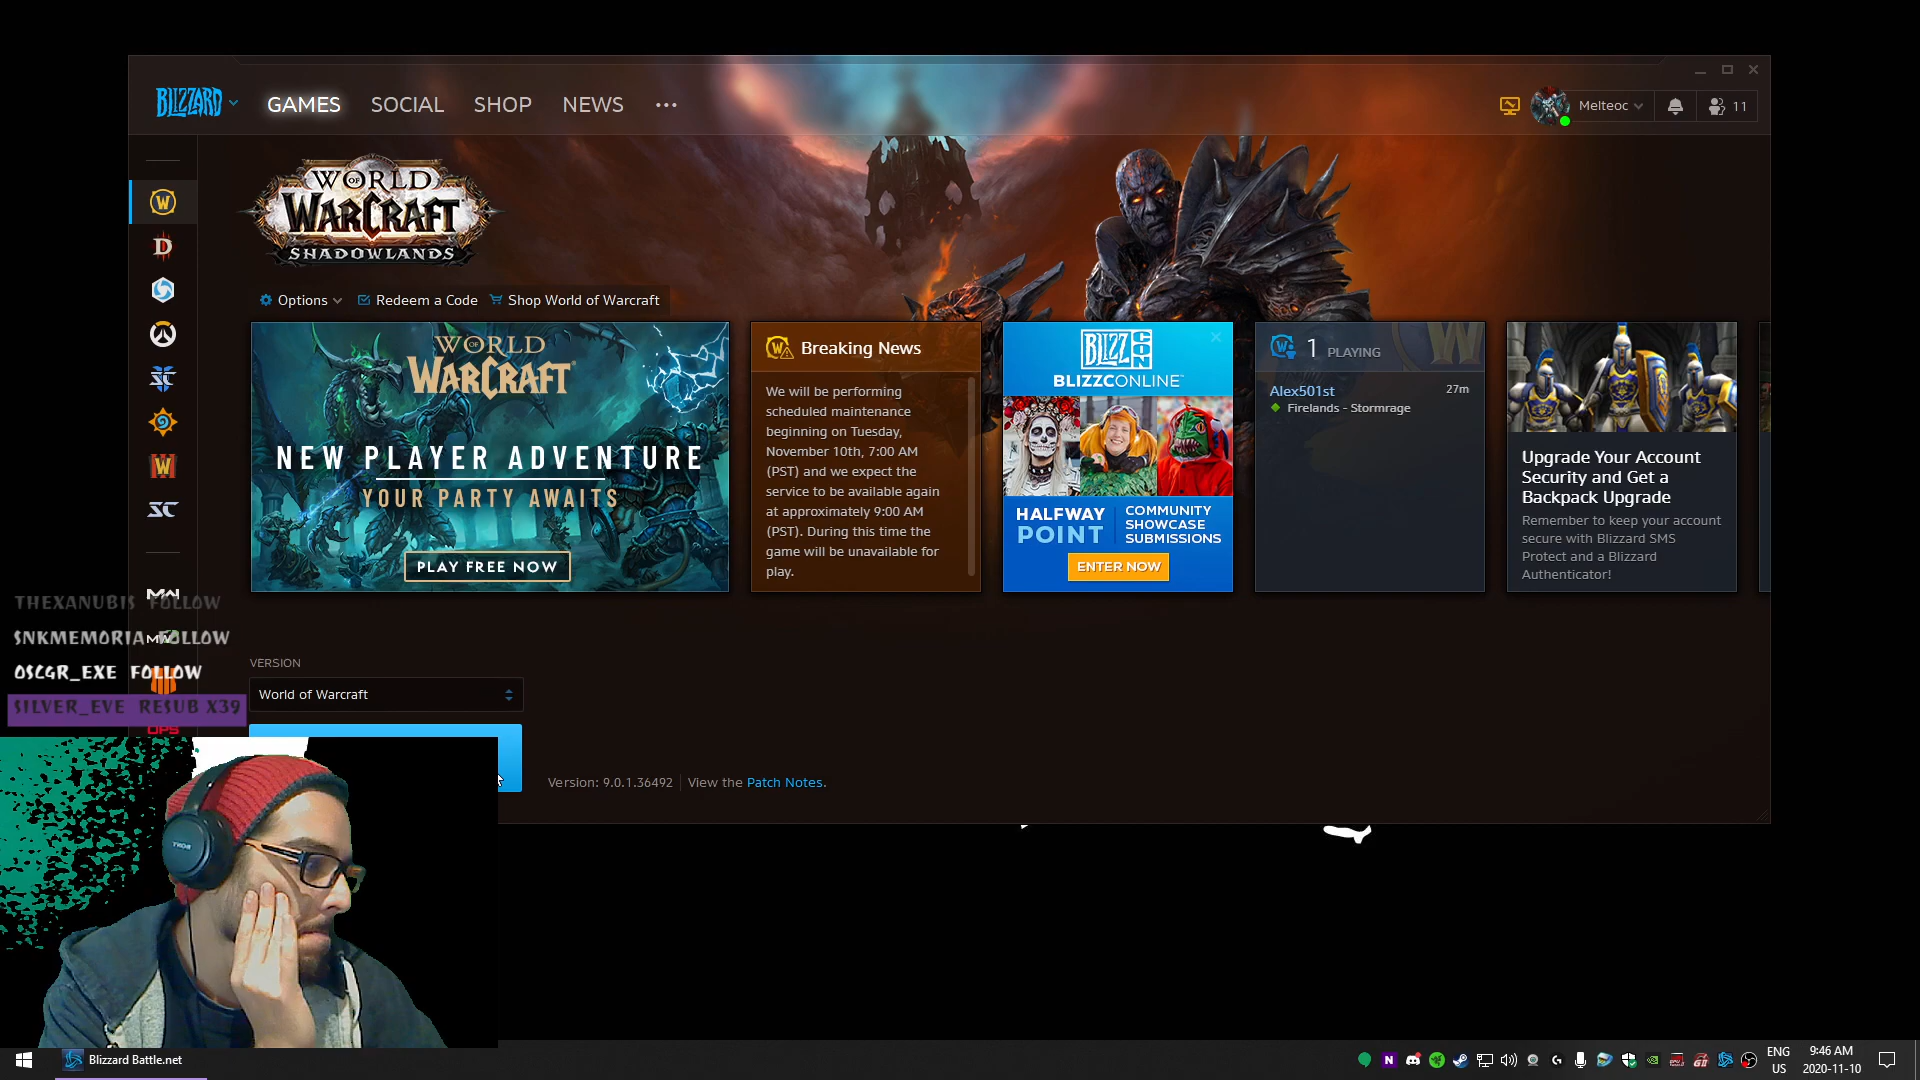 BLIZZARD
GAMES
SOCIAL
SHOP
NEWS
Melteoc
11
WORLD
OF
WARCRAFT
SHADOWLANDS
Options
Redeem a Code
Shop World of Warcraft
WORLD
OF
WARCRAFT
NEW PLAYER ADVENTURE
YOUR PARTY AWAITS
PLAY FREE NOW
Breaking News
We will be performing
scheduled maintenance
beginning on Tuesday,
November 10th, 7:00 AM
(PST) and we expect the
service to be available again
at approximately 9:00 AM
(PST). During this time the
game will be unavailable for
play.
BLIZZ
CON
BLIZZCONLINE™
HALFWAY
POINT
COMMUNITY
SHOWCASE
SUBMISSIONS
ENTER NOW
1 PLAYING
Alex501st
27m
Firelands - Stormrage
Upgrade Your Account
Security and Get a
Backpack Upgrade
Remember to keep your account
secure with Blizzard SMS
Protect and a Blizzard
Authenticator!
THEXANUBIS FOLLOW
SNKMEMORIA FOLLOW
OSCGR_EXE FOLLOW
SILVER_EVE RESUB X39
OPS
VERSION
World of Warcraft
Version: 9.0.1.36492
View the Patch Notes.
SONY
Blizzard Battle.net
ENG
US
9:46 AM
2020-11-10